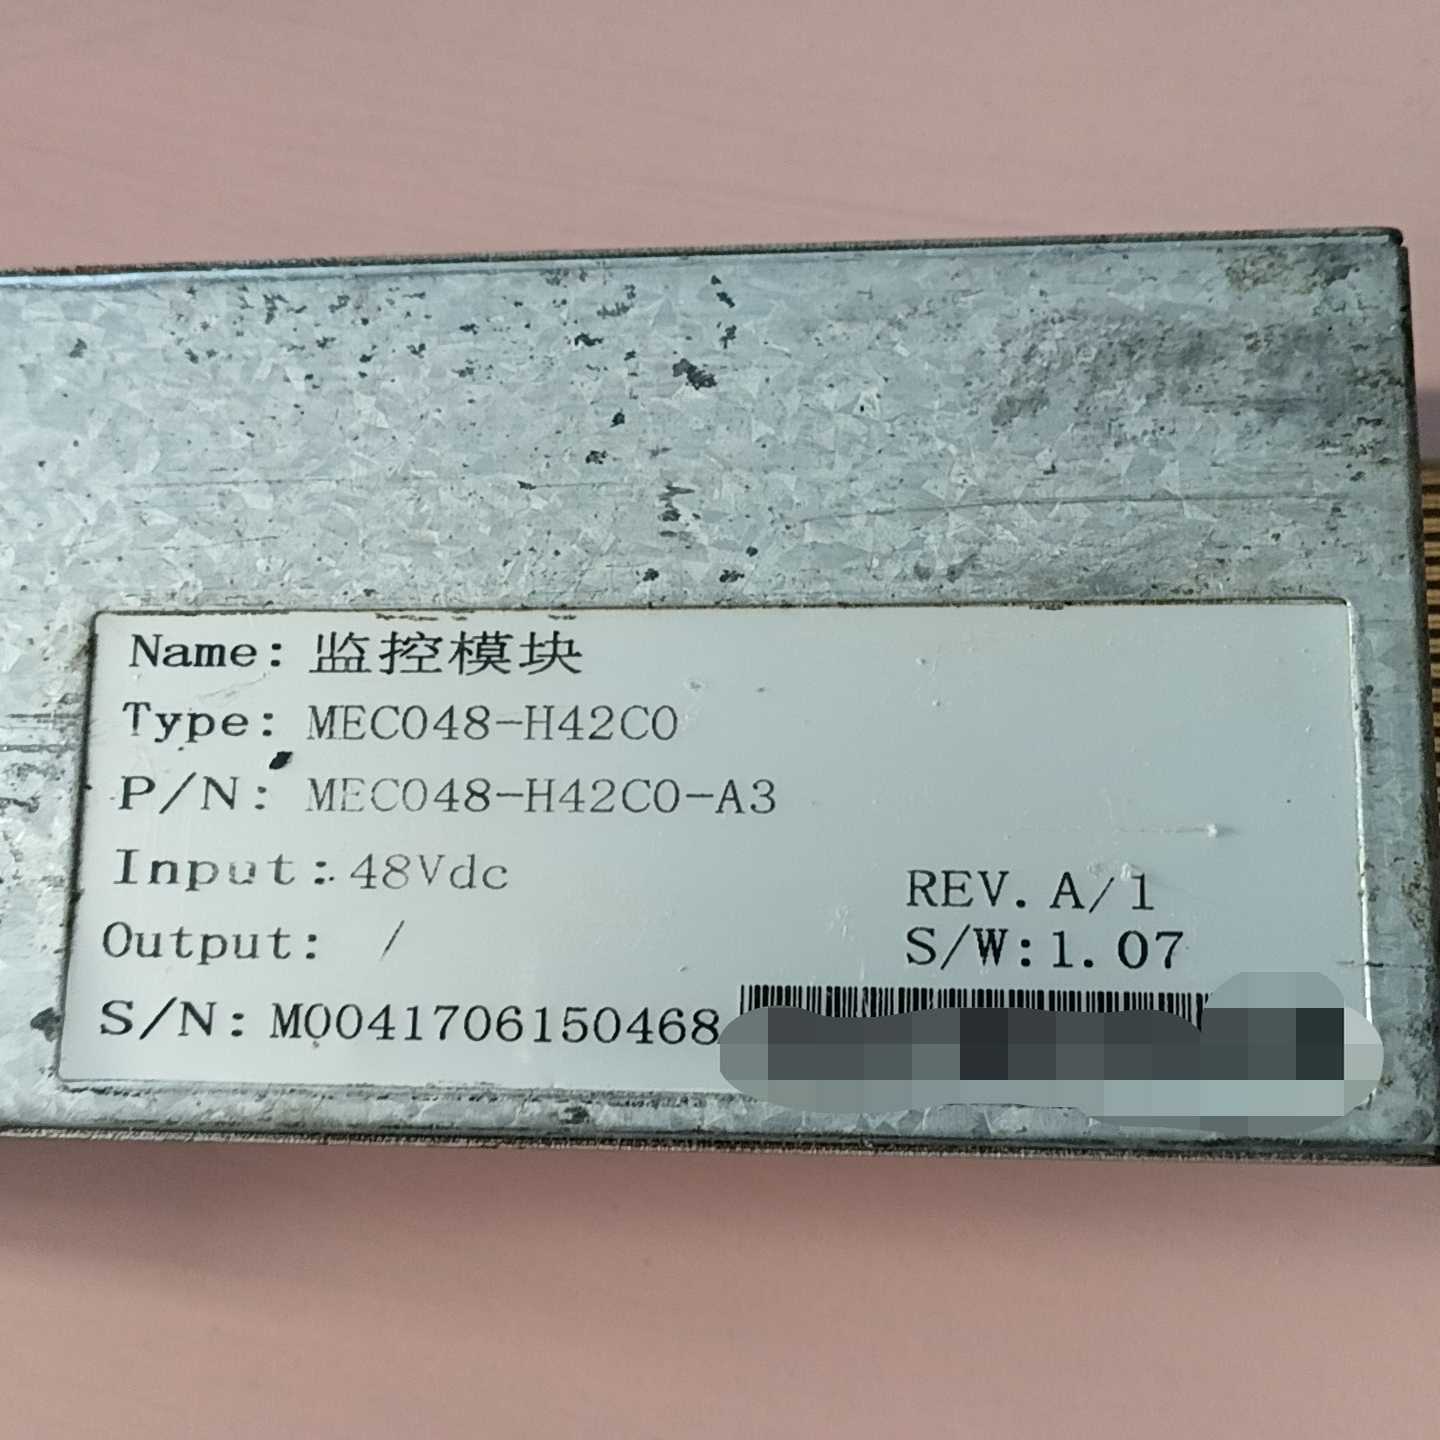 Name: 监控模块
Type: MEC048-H42C0
P/N: MEC048-H42C0-A3
Input: 48Vdc
REV. A/1
Output: /
S/W:1.07
S/N: M0041706150468